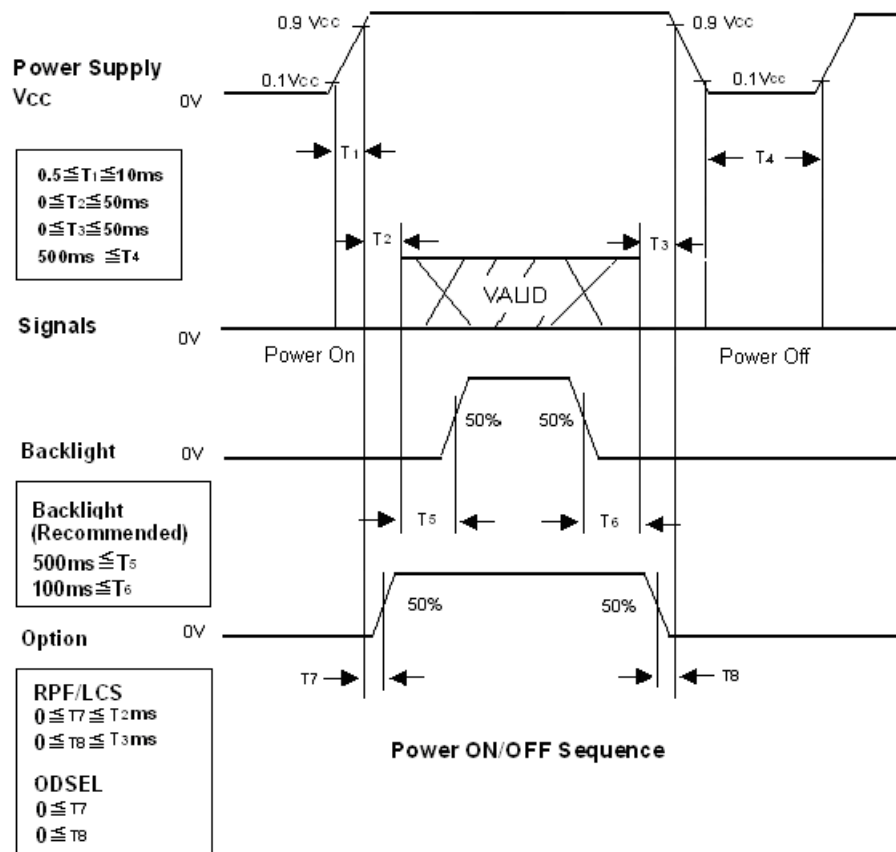 0.9 Vcc
0.9 Vcc
Power Supply
Vcc
0V
0.1Vcc
0.1Vcc
T1
T4
0.5≦T1≦10ms
0≦T2≦50ms
0≦T3≦50ms
500ms ≦T4
T2
T3
VALID
Signals
0V
Power On
Power Off
50%
50%
Backlight
0V
Backlight
(Recommended)
500ms≦T5
100ms≦T6
T5
T6
50%
50%
Option
0V
T7
T8
RPF/LCS
0≦T7≦T2ms
0≦T8≦T3ms
ODSEL
0≦T7
0≦T8
Power ON/OFF Sequence